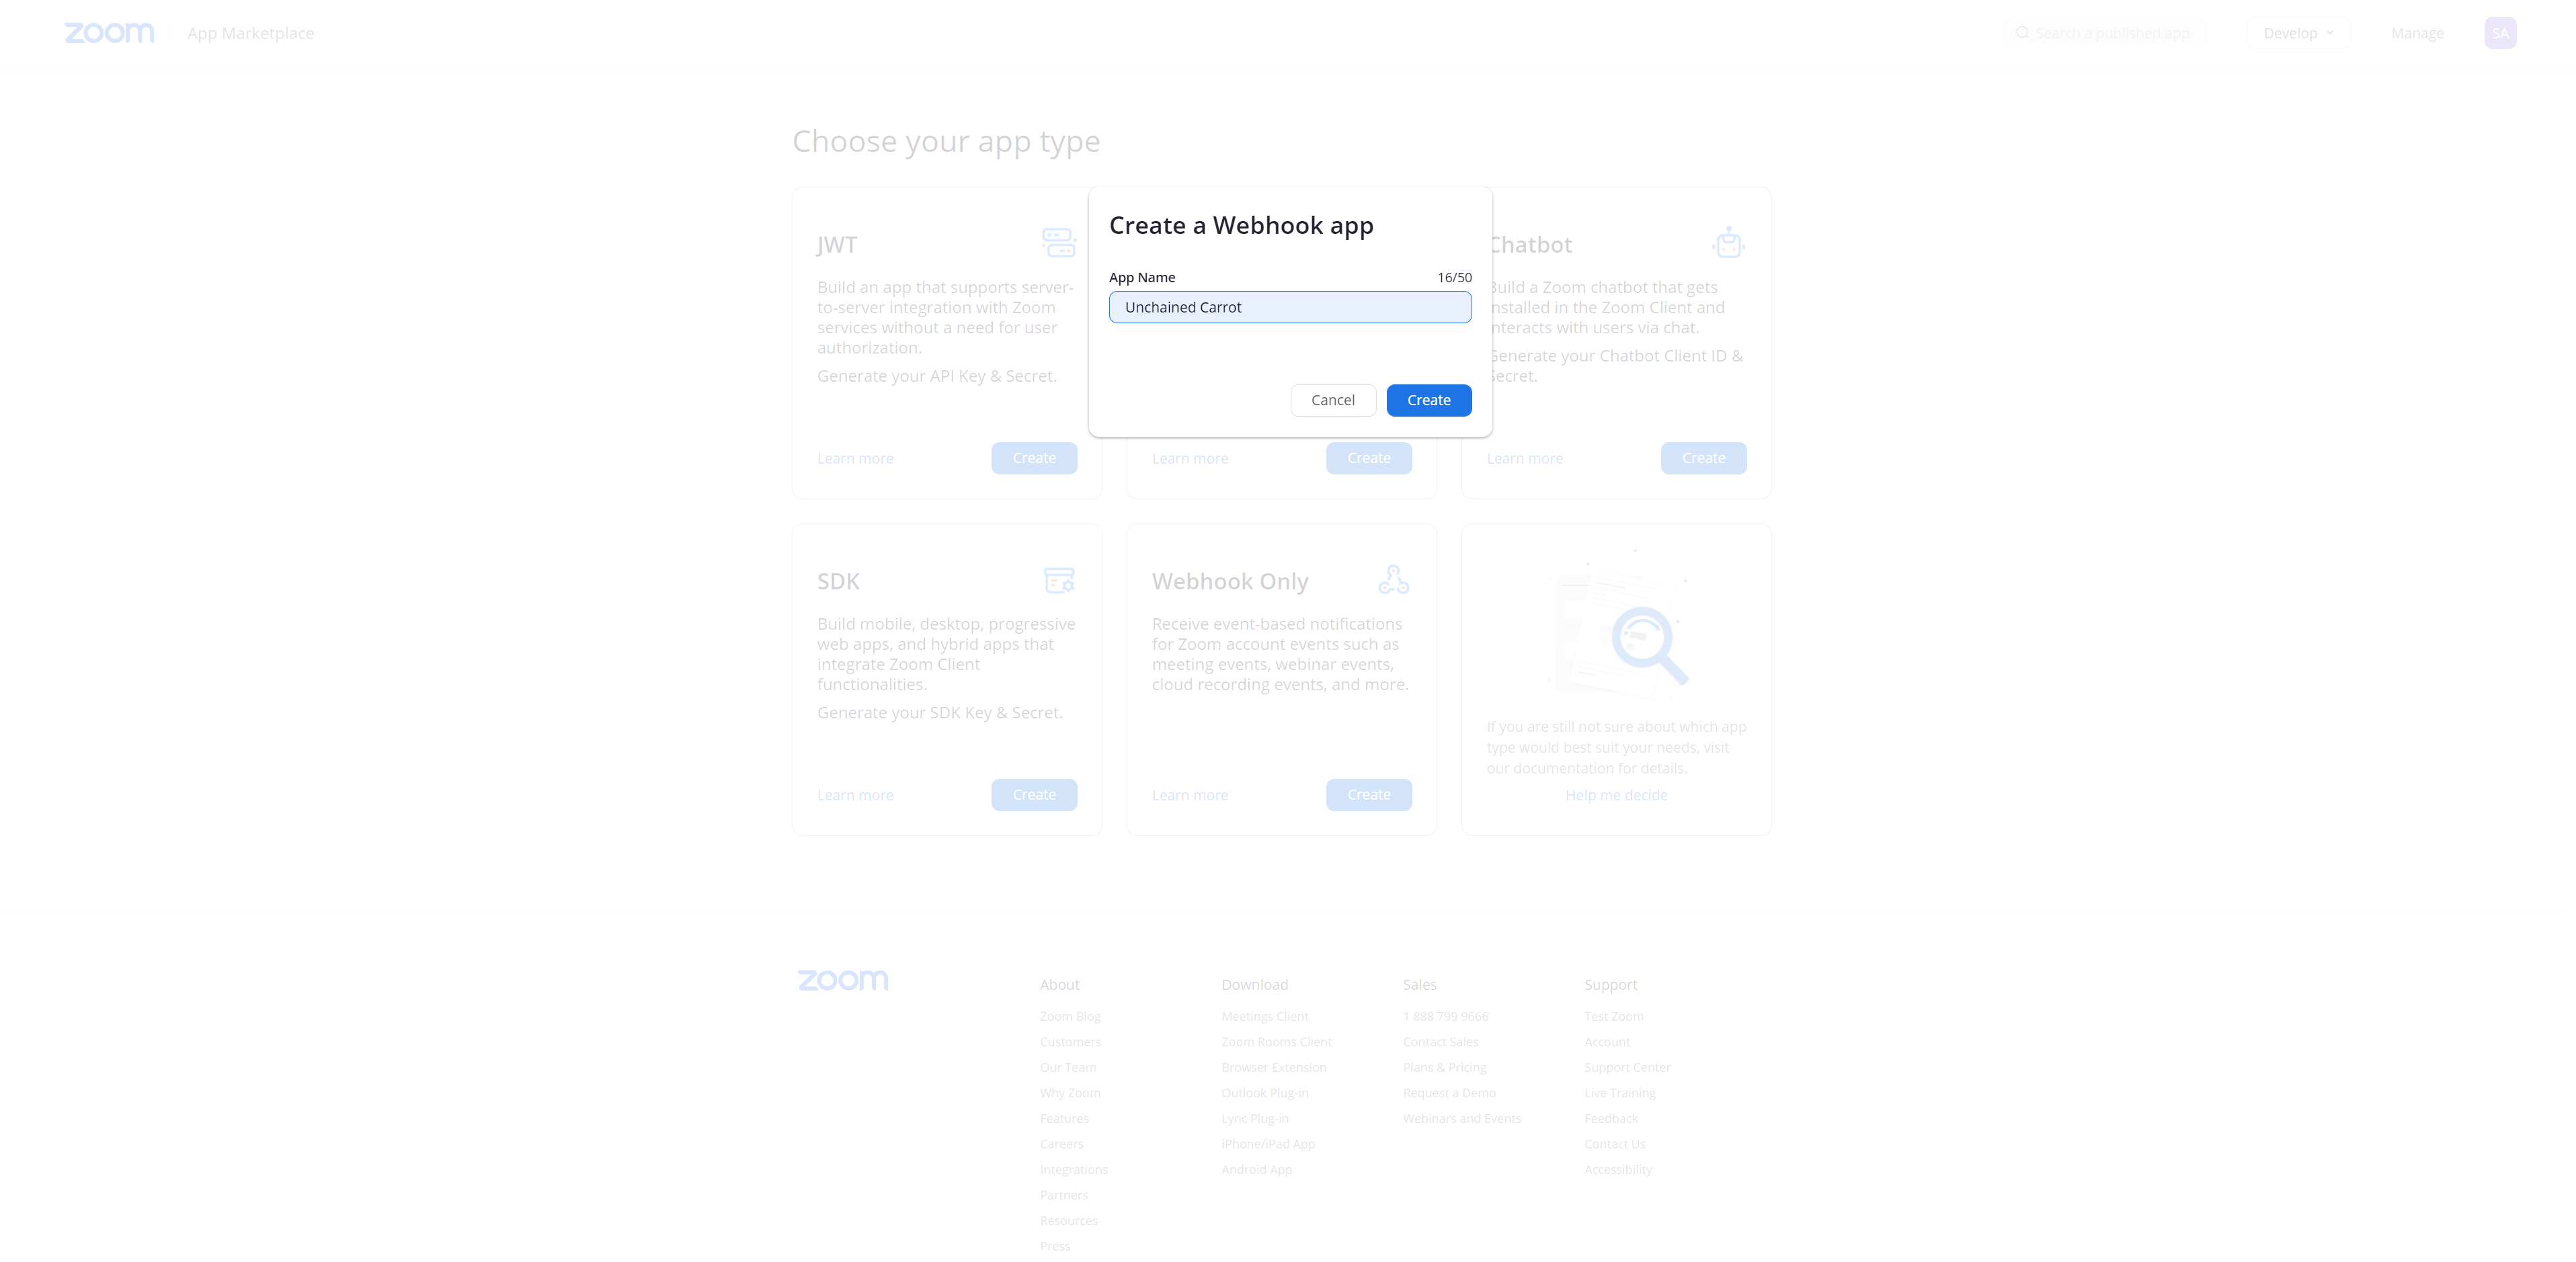 zoom App Marketplace Search a published app Develop Manage SA
Choose your app type
JWT
Build an app that supports server-
to-server integration with Zoom
services without a need for user
authorization.
Generate your API Key & Secret.
Learn more Create
Create a Webhook app
App Name 16/50
Unchained Carrot
Cancel Create
Learn more Create
Chatbot
Build a Zoom chatbot that gets
installed in the Zoom Client and
interacts with users via chat.
Generate your Chatbot Client ID &
Secret.
Learn more Create
SDK
Build mobile, desktop, progressive
web apps, and hybrid apps that
integrate Zoom Client
functionalities.
Generate your SDK Key & Secret.
Learn more Create
Webhook Only
Receive event-based notifications
for Zoom account events such as
meeting events, webinar events,
cloud recording events, and more.
Learn more Create
If you are still not sure about which app
type would best suit your needs, visit
our documentation for details.
Help me decide
zoom
About
Zoom Blog
Customers
Our Team
Why Zoom
Features
Careers
Integrations
Partners
Resources
Press
Download
Meetings Client
Zoom Rooms Client
Browser Extension
Outlook Plug-in
Lync Plug-in
iPhone/iPad App
Android App
Sales
1 888 799 9666
Contact Sales
Plans & Pricing
Request a Demo
Webinars and Events
Support
Test Zoom
Account
Support Center
Live Training
Feedback
Contact Us
Accessibility